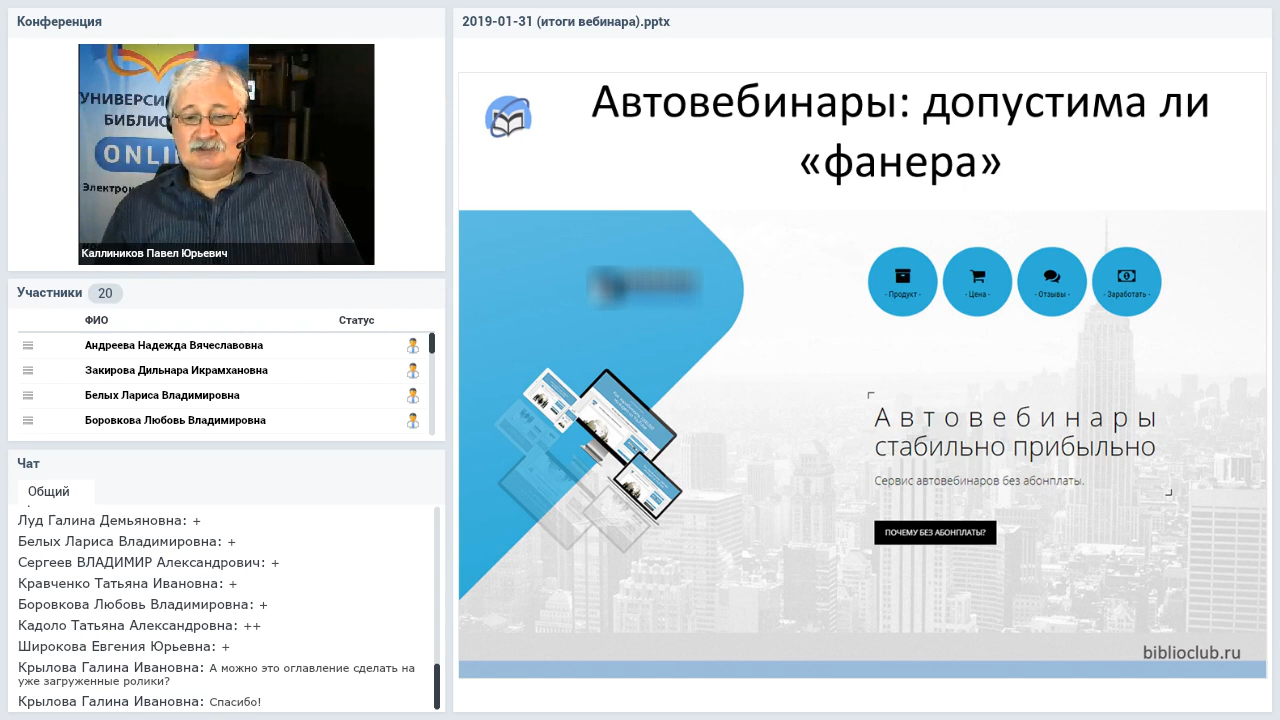 Конференция
УНИВЕРСИ
БИБЛИО
ONLI
Электрон
Каллиников Павел Юрьевич
Участники 20
ФИО Статус
Андреева Надежда Вячеславовна
Закирова Дильнара Икрамхановна
Белых Лариса Владимировна
Боровкова Любовь Владимировна
Чат
Общий
Луд Галина Демьяновна: +
Белых Лариса Владимировна: +
Сергеев ВЛАДИМИР Александрович: +
Кравченко Татьяна Ивановна: +
Боровкова Любовь Владимировна: +
Кадоло Татьяна Александровна: ++
Широкова Евгения Юрьевна: +
Крылова Галина Ивановна: А можно это оглавление сделать на
уже загруженные ролики?
Крылова Галина Ивановна: Спасибо!
2019-01-31 (итоги вебинара).pptx
Автовебинары: допустима ли
«фанера»
- Продукт - - Цена - - Отзывы - - Заработать -
Автовебинары
стабильно прибыльно
Сервис автовебинаров без абонплаты.
ПОЧЕМУ БЕЗ АБОНПЛАТЫ?
biblioclub.ru